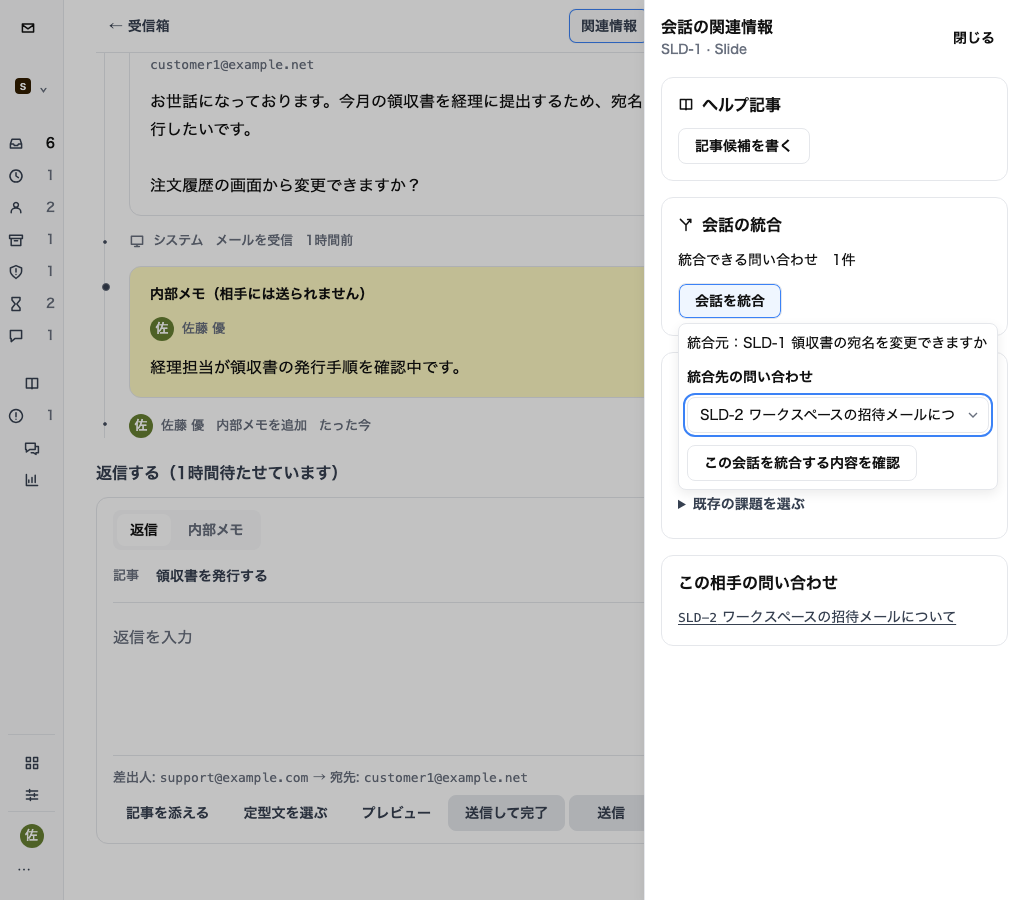 ← 受信箱
関連情報
S
6
1
2
1
1
2
1
1
佐
…
customer1@example.net
お世話になっております。今月の領収書を経理に提出するため、宛名
行したいです。
注文履歴の画面から変更できますか？
システム メールを受信 1時間前
内部メモ（相手には送られません）
佐 佐藤 優
経理担当が領収書の発行手順を確認中です。
佐 佐藤 優 内部メモを追加 たった今
返信する（1時間待たせています）
返信 内部メモ
記事 領収書を発行する
返信を入力
差出人: support@example.com → 宛先: customer1@example.net
記事を添える 定型文を選ぶ プレビュー 送信して完了 送信
会話の関連情報
SLD-1 · Slide
閉じる
ヘルプ記事
記事候補を書く
会話の統合
統合できる問い合わせ 1件
会話を統合
統合元：SLD-1 領収書の宛名を変更できますか
統合先の問い合わせ
SLD-2 ワークスペースの招待メールにつ
この会話を統合する内容を確認
▶ 既存の課題を選ぶ
この相手の問い合わせ
SLD-2 ワークスペースの招待メールについて